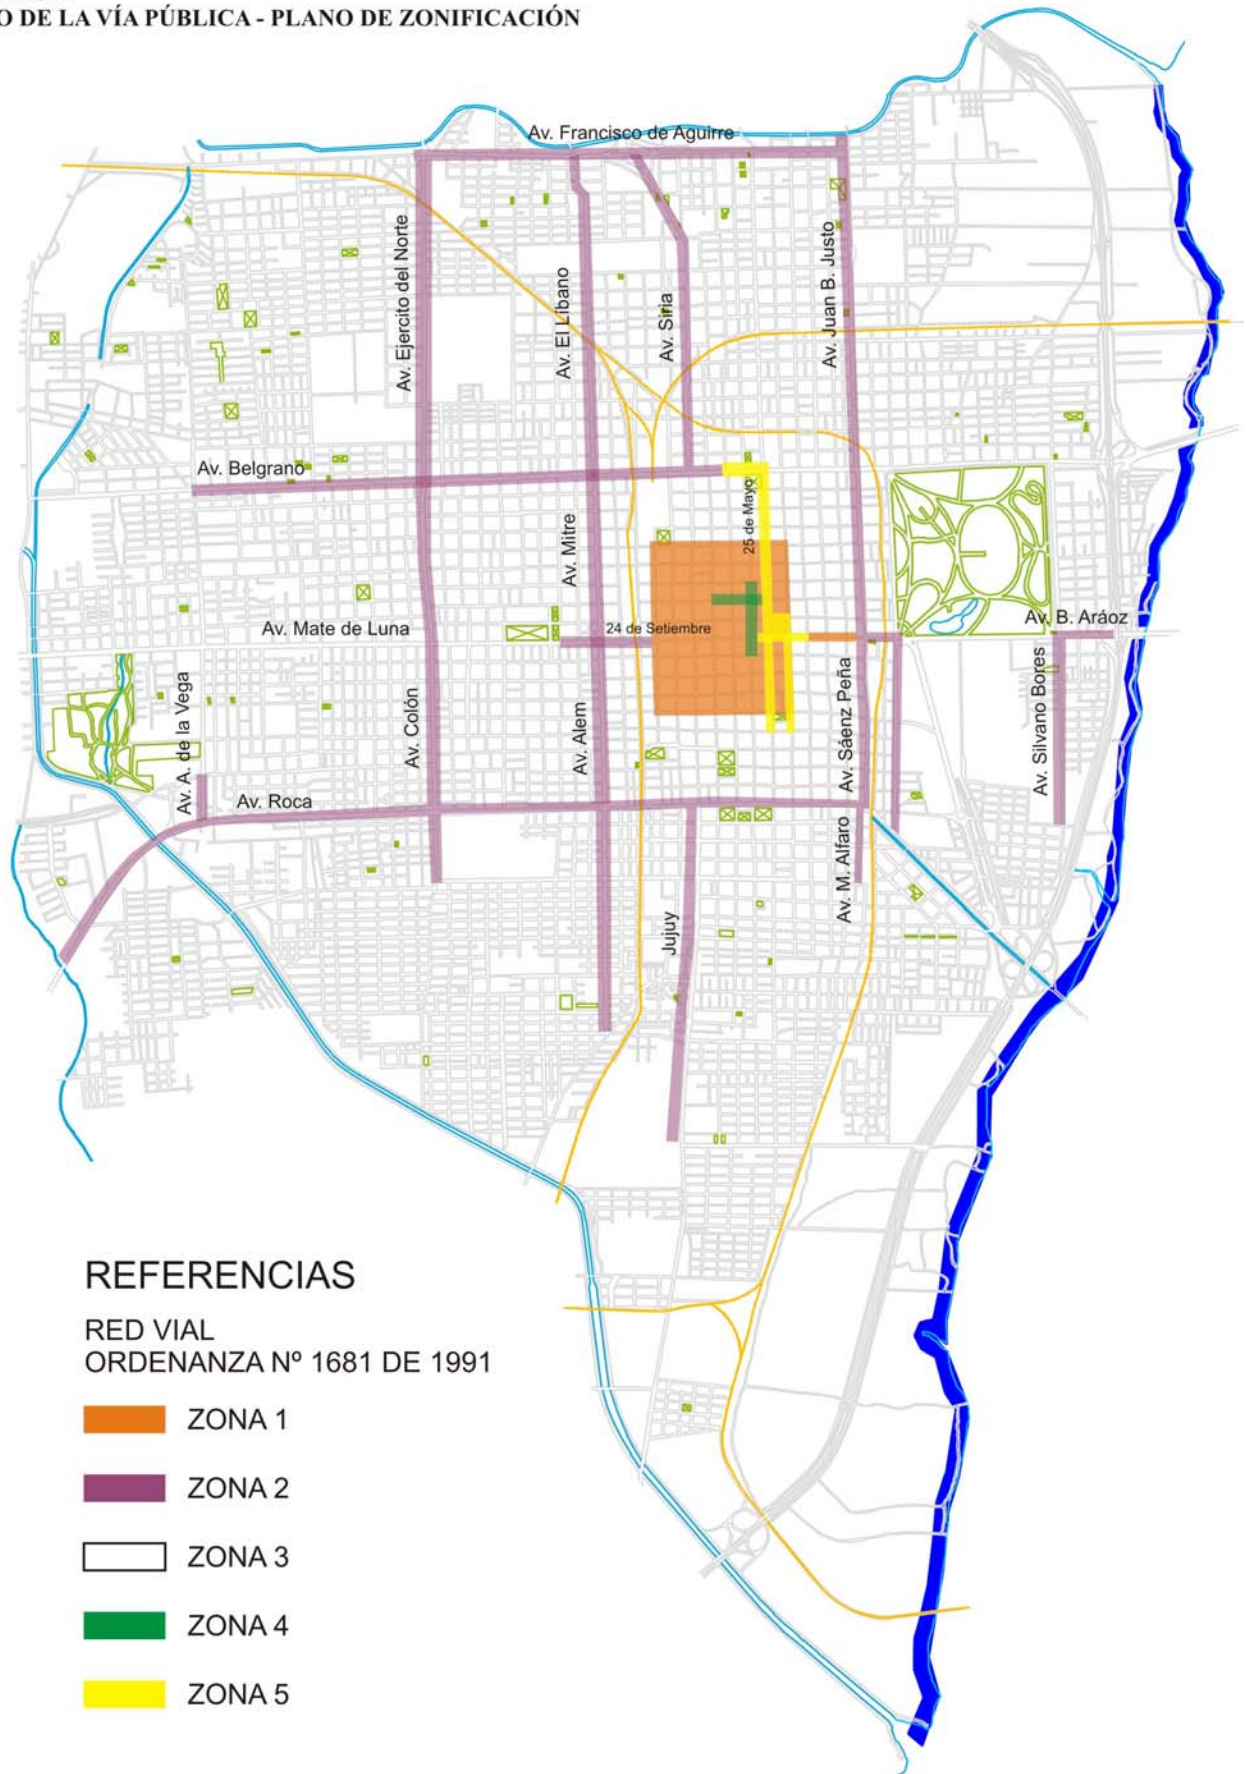 O DE LA VÍA PÚBLICA - PLANO DE ZONIFICACIÓN
Av. Francisco de Aguirre
Av. Ejercito del Norte
Av. El Líbano
Av. Siria
Av. Juan B. Justo
Av. Belgrano
25 de Mayo
Av. Mitre
Av. Mate de Luna
24 de Setiembre
Av. B. Aráoz
Av. A. de la Vega
Av. Colón
Av. Alem
Av. Sáenz Peña
Av. Silvano Bores
Av. Roca
Av. M. Alfaro
Jujuy
REFERENCIAS
RED VIAL
ORDENANZA Nº 1681 DE 1991
ZONA 1
ZONA 2
ZONA 3
ZONA 4
ZONA 5